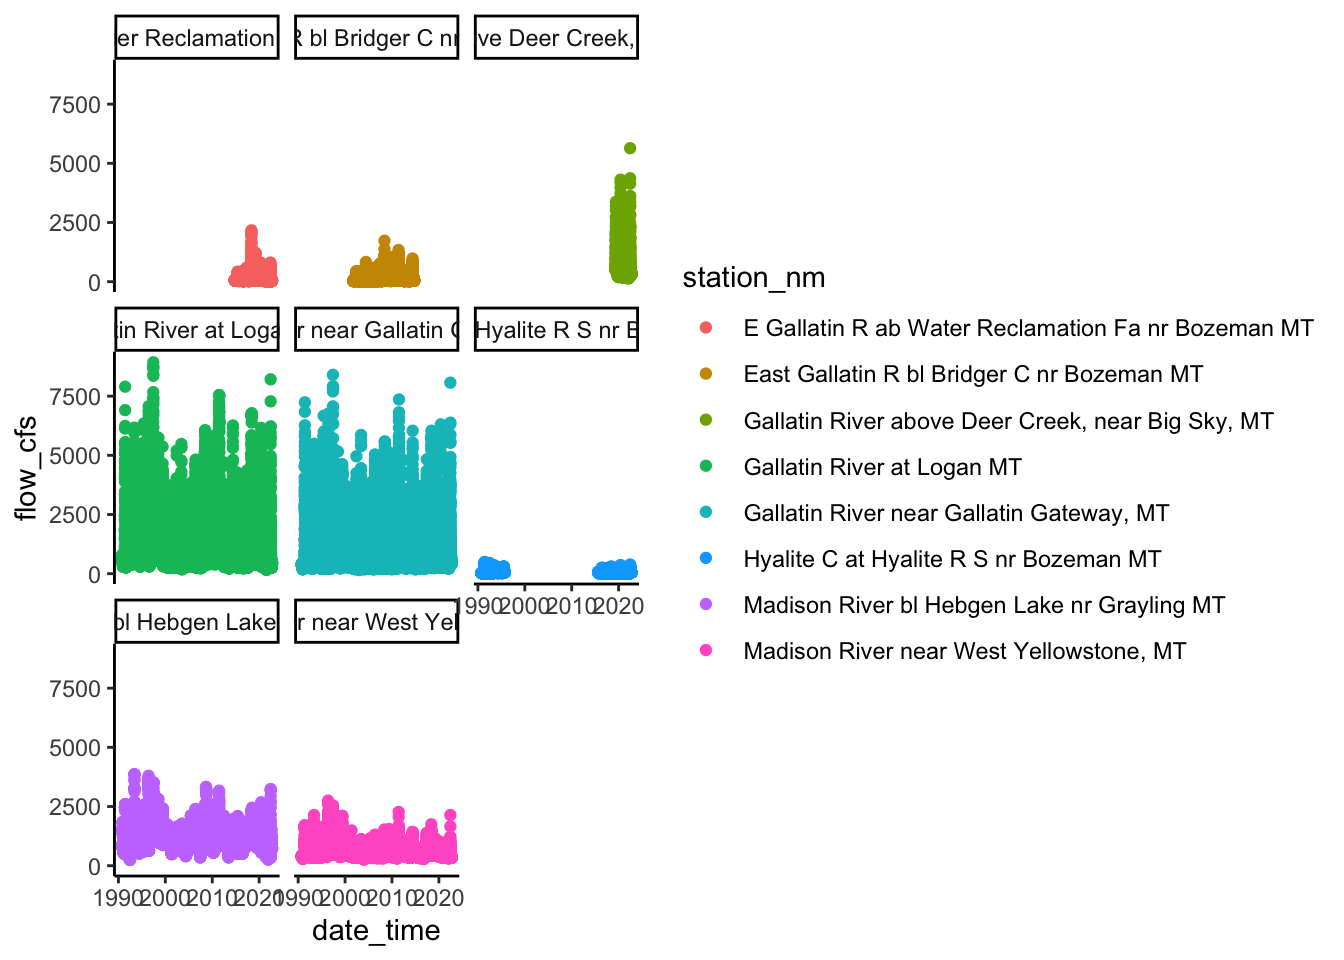 er Reclamation
R bl Bridger C nr
ve Deer Creek,
7500
5000
2500
0
in River at Loga
r near Gallatin G
Hyalite R S nr B
7500
5000
2500
0
1990 2000 2010 2020
bl Hebgen Lake
r near West Yel
7500
5000
2500
0
1990 2000 2010 2020
1990 2000 2010 2020
date_time
flow_cfs
station_nm
E Gallatin R ab Water Reclamation Fa nr Bozeman MT
East Gallatin R bl Bridger C nr Bozeman MT
Gallatin River above Deer Creek, near Big Sky, MT
Gallatin River at Logan MT
Gallatin River near Gallatin Gateway, MT
Hyalite C at Hyalite R S nr Bozeman MT
Madison River bl Hebgen Lake nr Grayling MT
Madison River near West Yellowstone, MT